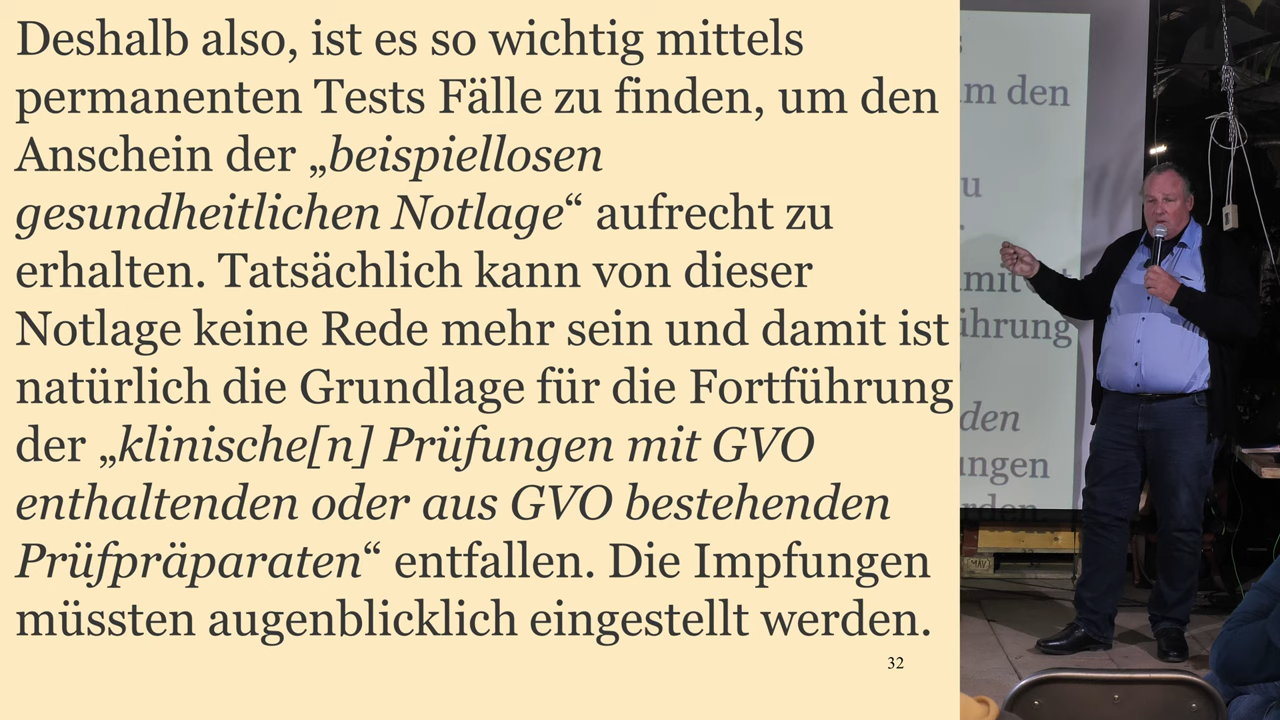 Deshalb also, ist es so wichtig mittels
permanenten Tests Fälle zu finden, um den
Anschein der „beispiellosen
gesundheitlichen Notlage“ aufrecht zu
erhalten. Tatsächlich kann von dieser
Notlage keine Rede mehr sein und damit ist
natürlich die Grundlage für die Fortführung
der „klinische[n] Prüfungen mit GVO
enthaltenden oder aus GVO bestehenden
Prüfpräparaten“ entfallen. Die Impfungen
müssten augenblicklich eingestellt werden.
32
den
den